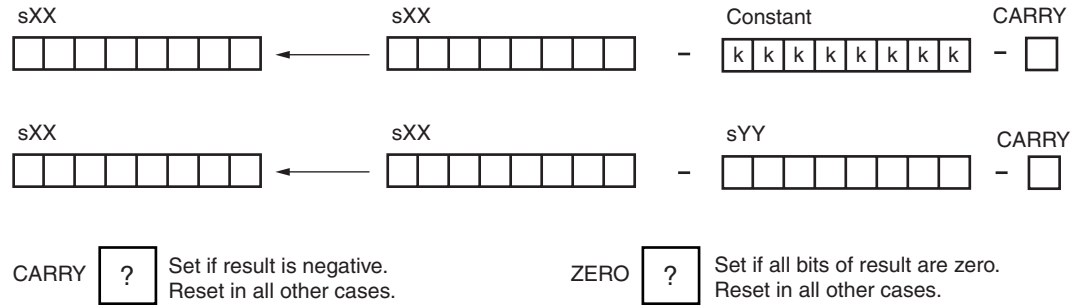 sXX sXX Constant CARRY
← – k k k k k k k k –
sXX sXX sYY CARRY
← – –
CARRY ? Set if result is negative. ZERO ? Set if all bits of result are zero.
Reset in all other cases. Reset in all other cases.